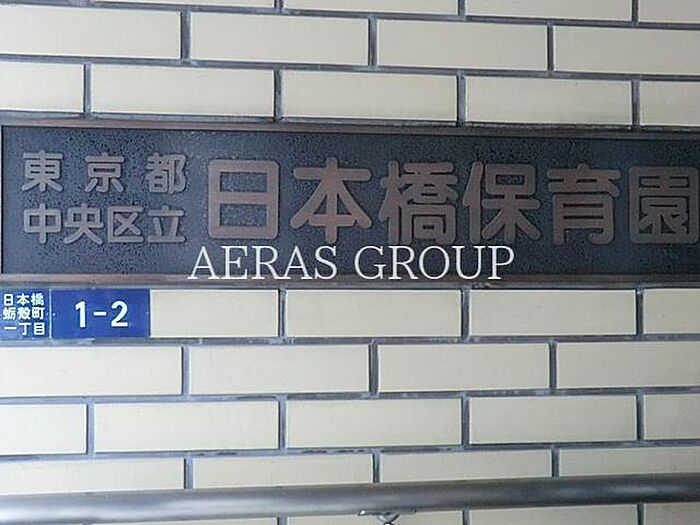 東京都
中央区立
日本橋保育園
AERAS GROUP
日本橋
蛎殻町
一丁目
1-2